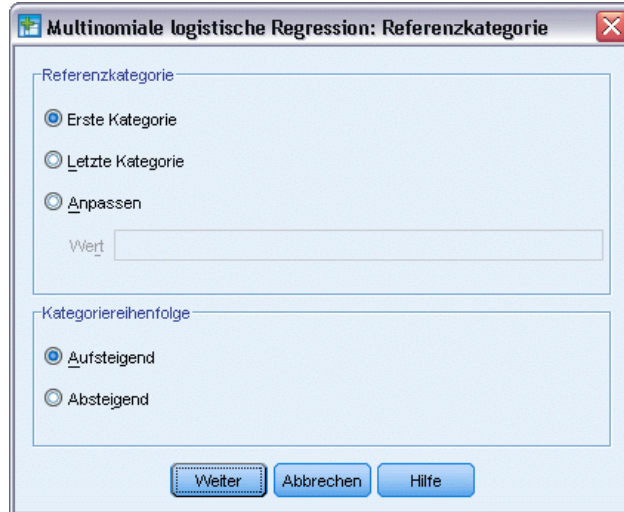 Multinomiale logistische Regression: Referenzkategorie
Referenzkategorie
Erste Kategorie
Letzte Kategorie
Anpassen
Wert
Kategoriereihenfolge
Aufsteigend
Absteigend
Weiter Abbrechen Hilfe